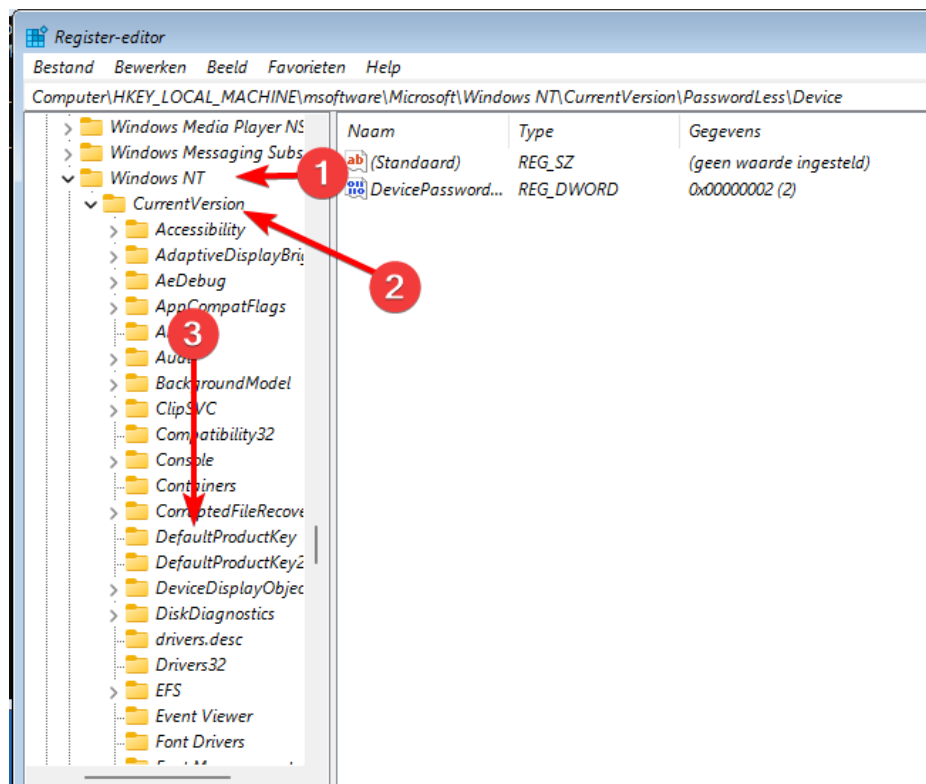 Register-editor
Bestand Bewerken Beeld Favorieten Help
Computer\HKEY_LOCAL_MACHINE\msoftware\Microsoft\Windows NT\CurrentVersion\PasswordLess\Device
Windows Media Player NS
Windows Messaging Subs
Windows NT
CurrentVersion
Accessibility
AdaptiveDisplayBri
AeDebug
AppCompatFlags
BackgroundModel
ClipSVC
Compatibility32
Console
Containers
CorruptedFileRecove
DefaultProductKey
DefaultProductKey2
DeviceDisplayObjec
DiskDiagnostics
drivers.desc
Drivers32
EFS
Event Viewer
Font Drivers
Naam Type Gegevens
(Standaard) REG_SZ (geen waarde ingesteld)
DevicePassword... REG_DWORD 0x00000002 (2)
1
2
3